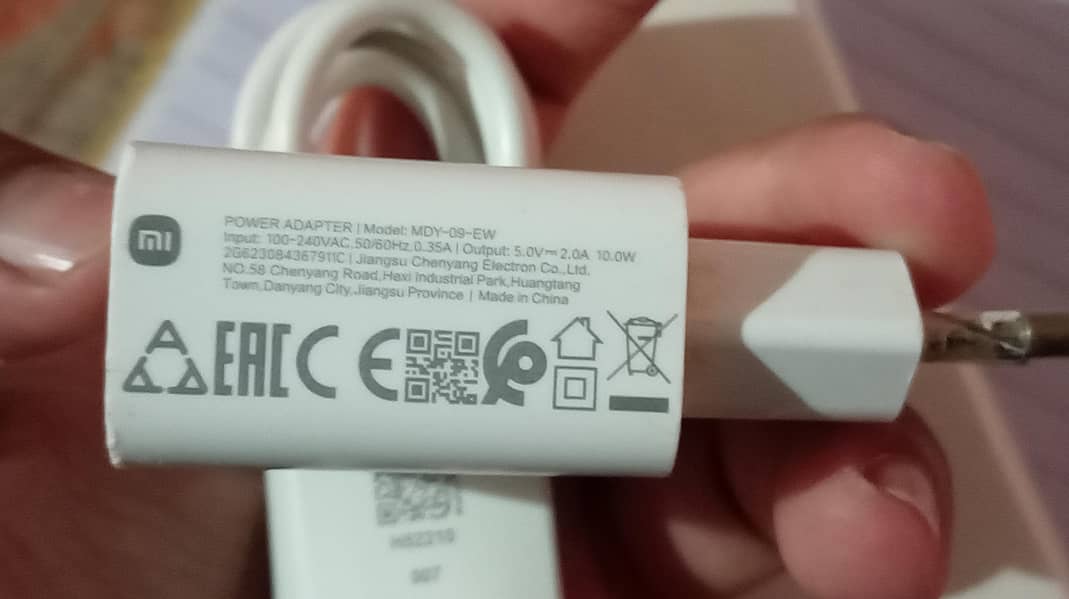 mi
POWER ADAPTER | Model: MDY-09-EW
Input: 100-240VAC,50/60Hz,0.35A | Output: 5.0V⎓2.0A 10.0W
2G623084367911C | Jiangsu Chenyang Electron Co.,Ltd.
NO.58 Chenyang Road,Hexi Industrial Park,Huangtang
Town,Danyang City,Jiangsu Province | Made in China
EAC CE
H52210
007